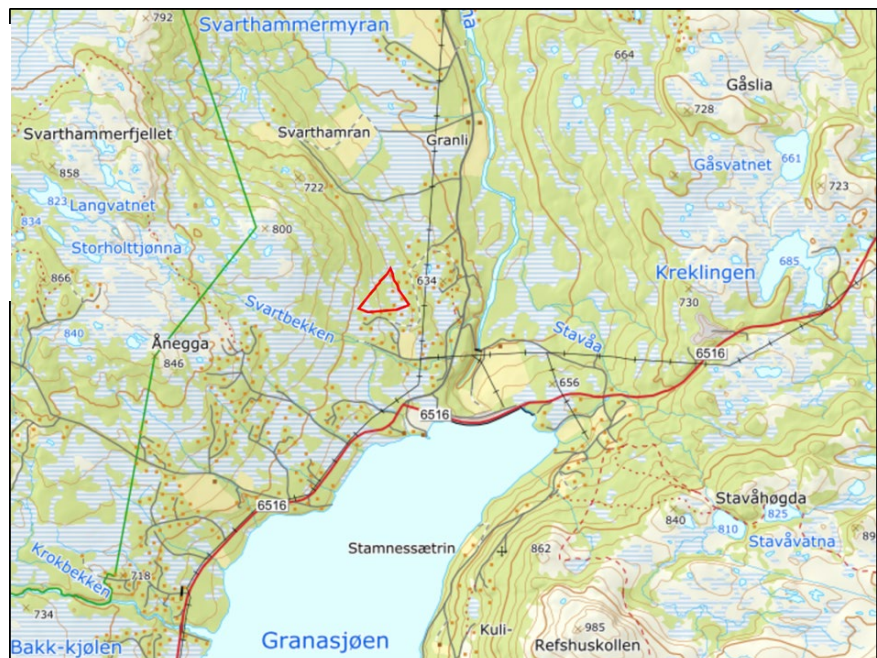 792
Svarthammermyran
na
664
Gåslia
728
Svarthamran
Svarthammerfjellet
Granli
Gåsvatnet
661
858
722
723
823
Langvatnet
834
800
Storholttjønna
685
Kreklingen
866
634
730
Svartbekken
Stavåa
840
Ånegga
846
6516
656
6516
6516
Stavåhøgda
840
825
810
Stavåvatna
89
Stamnessætrin
862
Krokbekken
718
734
Kuli-
985
Bakk-kjølen
Granasjøen
Refshuskollen